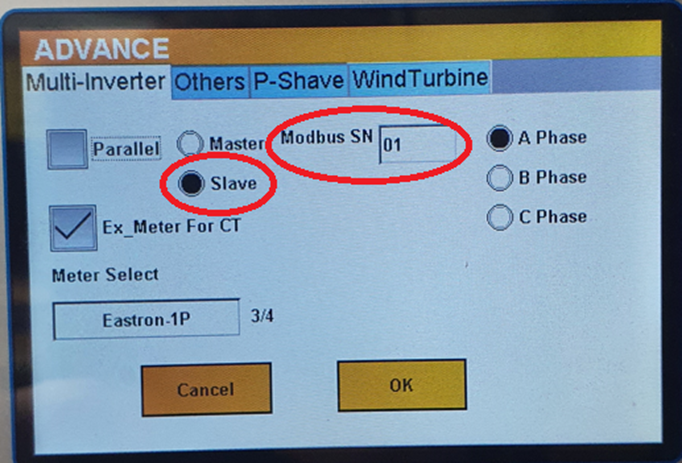 ADVANCE
Multi-Inverter Others P-Shave WindTurbine
Parallel Master Modbus SN 01 A Phase
Slave B Phase
Ex_Meter For CT C Phase
Meter Select
Eastron-1P 3/4
Cancel OK